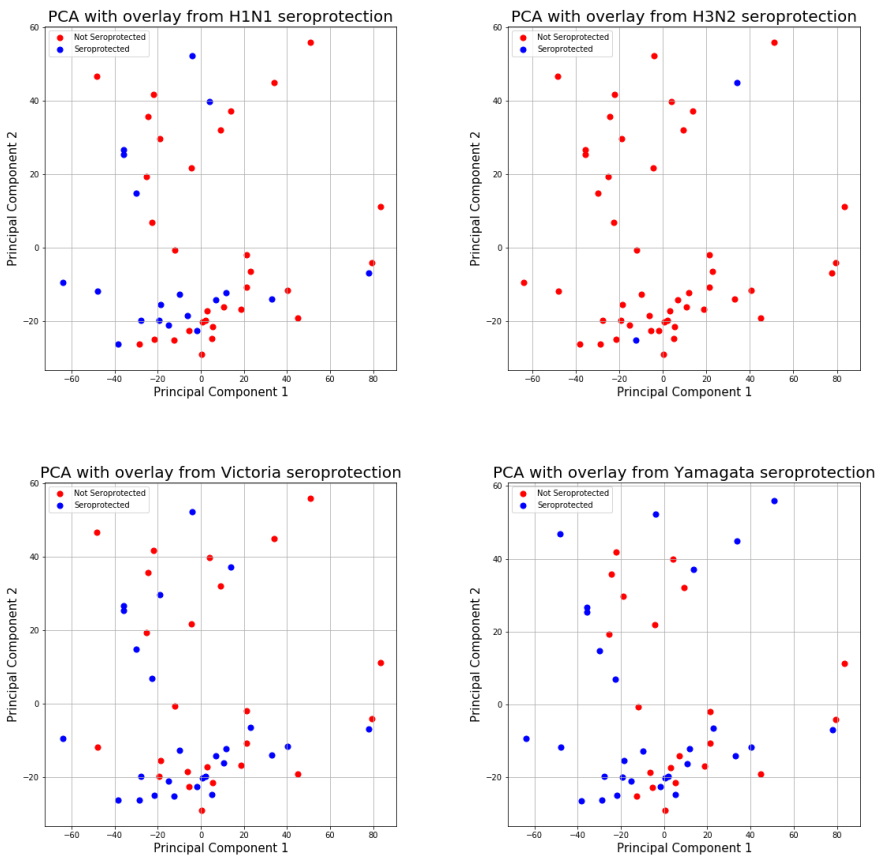 PCA with overlay from H1N1 seroprotection
Not Seroprotected
Seroprotected
60
40
20
0
−20
−60
−40
−20
0
20
40
60
80
Principal Component 1
Principal Component 2
PCA with overlay from H3N2 seroprotection
Not Seroprotected
Seroprotected
60
40
20
0
−20
−60
−40
−20
0
20
40
60
80
Principal Component 1
Principal Component 2
PCA with overlay from Victoria seroprotection
Not Seroprotected
Seroprotected
60
40
20
0
−20
−60
−40
−20
0
20
40
60
80
Principal Component 1
Principal Component 2
PCA with overlay from Yamagata seroprotection
Not Seroprotected
Seroprotected
60
40
20
0
−20
−60
−40
−20
0
20
40
60
80
Principal Component 1
Principal Component 2